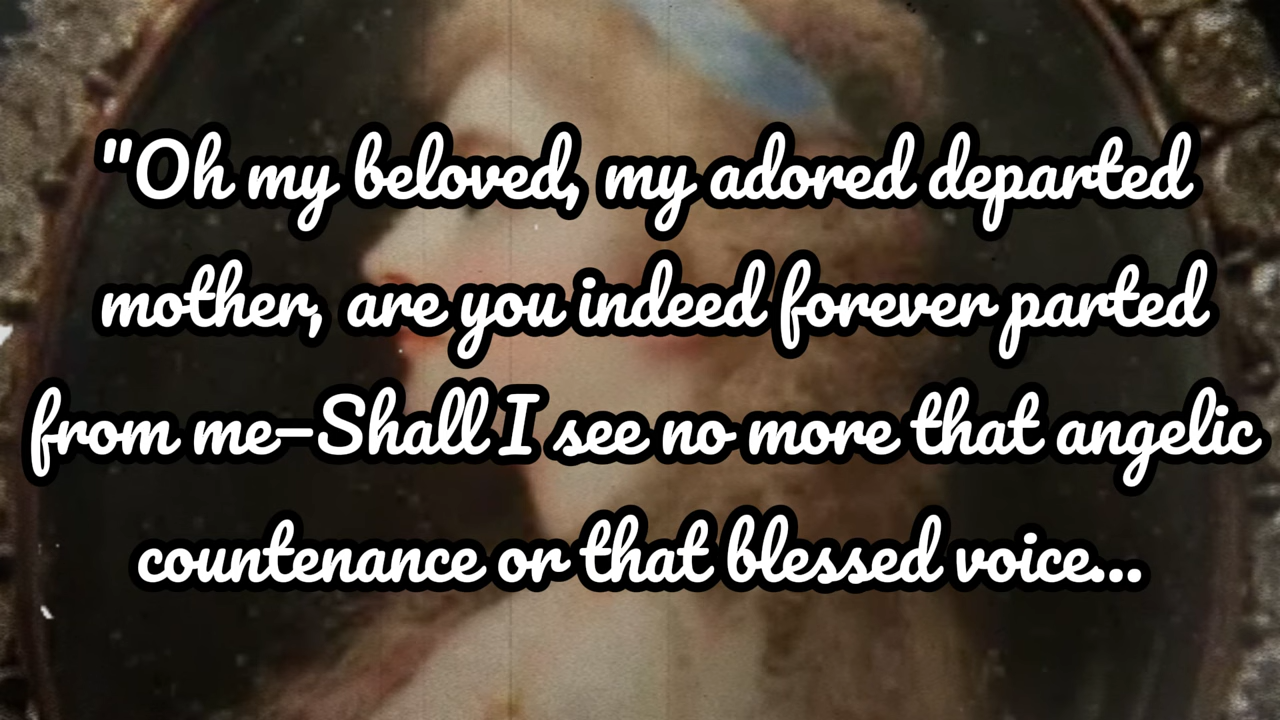 "Oh my beloved, my adored departed
mother, are you indeed forever parted
from me–Shall I see no more that angelic
countenance or that blessed voice...